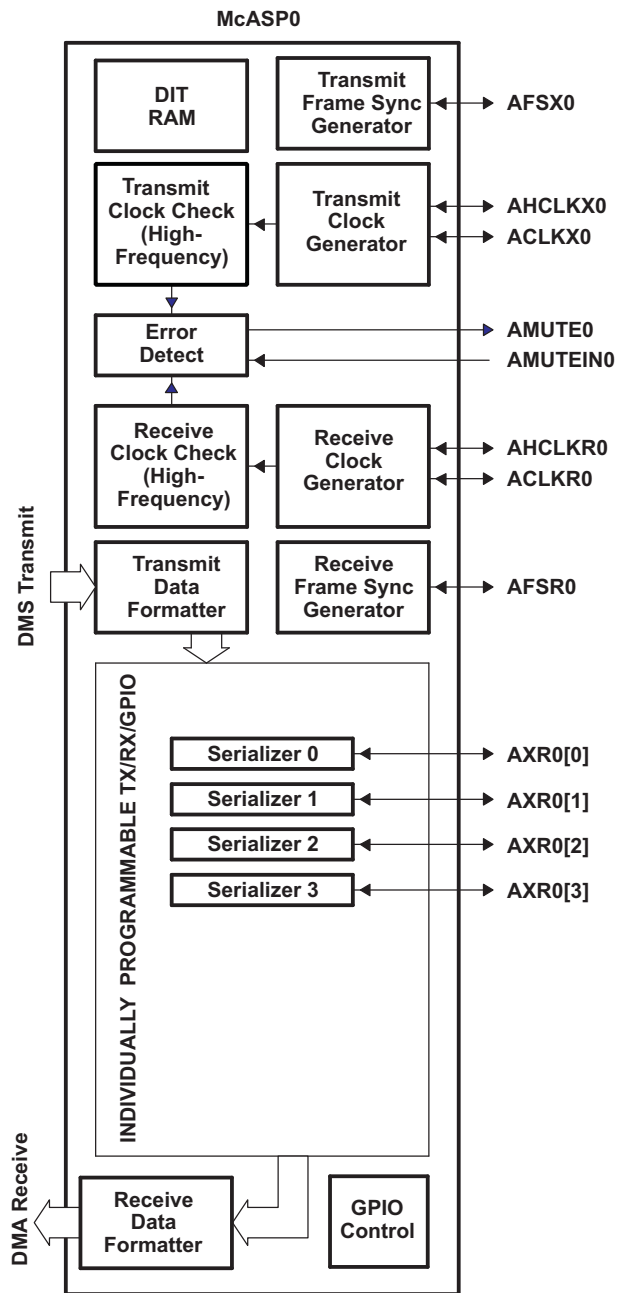 McASP0
DIT
RAM
Transmit
Frame Sync
Generator
AFSX0
Transmit
Clock Check
(High-
Frequency)
Transmit
Clock
Generator
AHCLKX0
ACLKX0
Error
Detect
AMUTE0
AMUTEIN0
Receive
Clock Check
(High-
Frequency)
Receive
Clock
Generator
AHCLKR0
ACLKR0
DMS Transmit
Transmit
Data
Formatter
Receive
Frame Sync
Generator
AFSR0
INDIVIDUALLY PROGRAMMABLE TX/RX/GPIO
Serializer 0
AXR0[0]
Serializer 1
AXR0[1]
Serializer 2
AXR0[2]
Serializer 3
AXR0[3]
DMA Receive
Receive
Data
Formatter
GPIO
Control